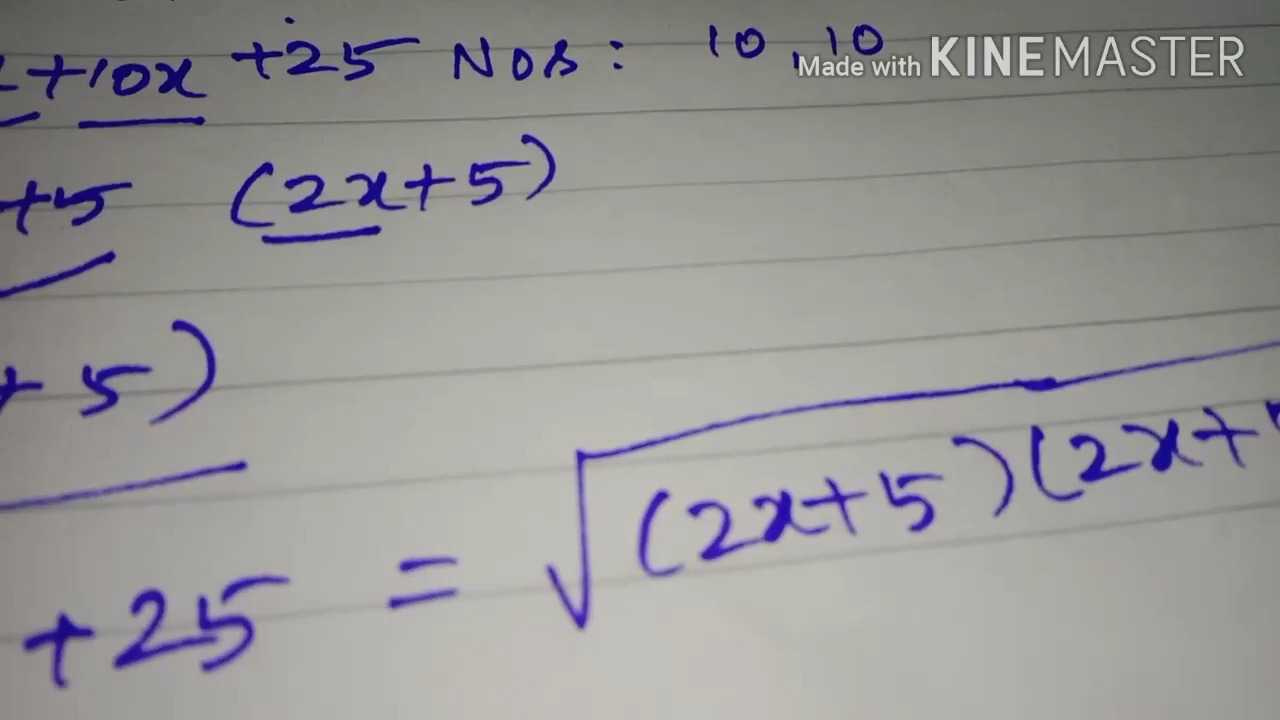 +10x +25 Nos: 10, 10
Made with KINEMASTER
+5 (2x+5)
+ 5)
+25 = √(2x+5)(2x+